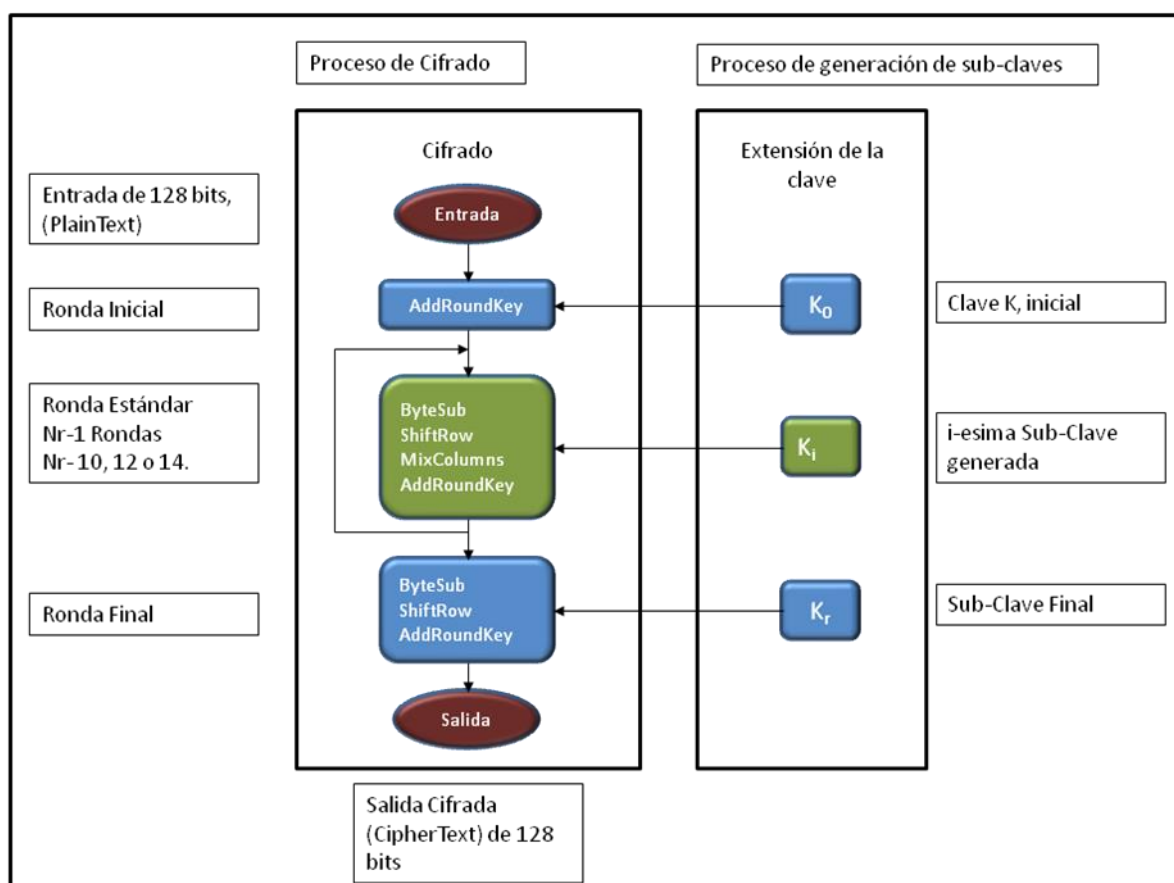 Proceso de Cifrado
Proceso de generación de sub-claves
Cifrado
Extensión de la
clave
Entrada de 128 bits,
(PlainText)
Entrada
Ronda Inicial
AddRoundKey
K0
Clave K, inicial
Ronda Estándar
Nr-1 Rondas
Nr- 10, 12 o 14.
ByteSub
ShiftRow
MixColumns
AddRoundKey
Ki
i-esima Sub-Clave
generada
Ronda Final
ByteSub
ShiftRow
AddRoundKey
Kr
Sub-Clave Final
Salida
Salida Cifrada
(CipherText) de 128
bits